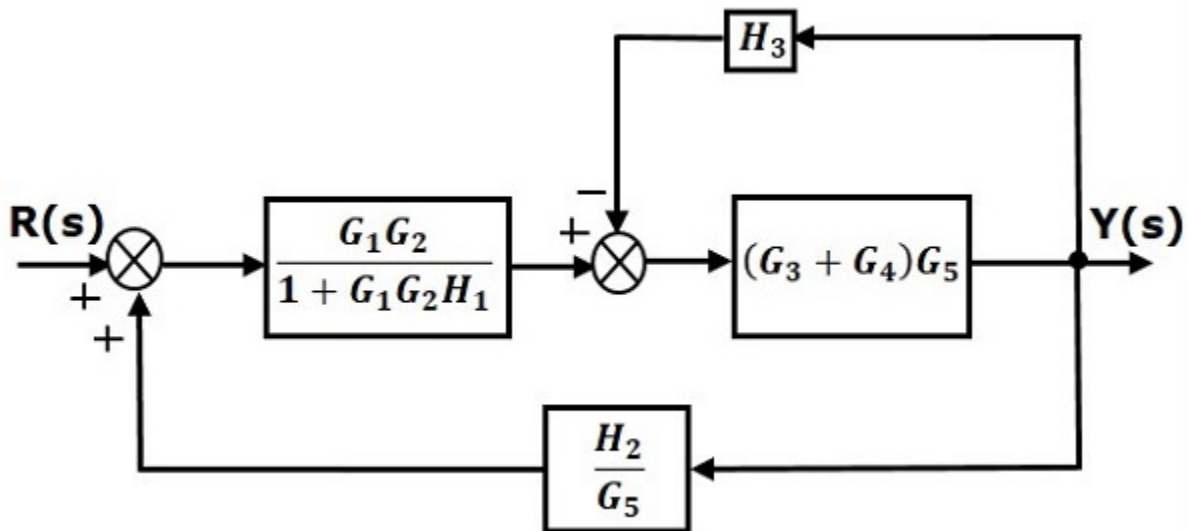 H₃
−
R(s)
+
G₁G₂
1 + G₁G₂H₁
+
(G₃ + G₄)G₅
Y(s)
+
H₂
G₅